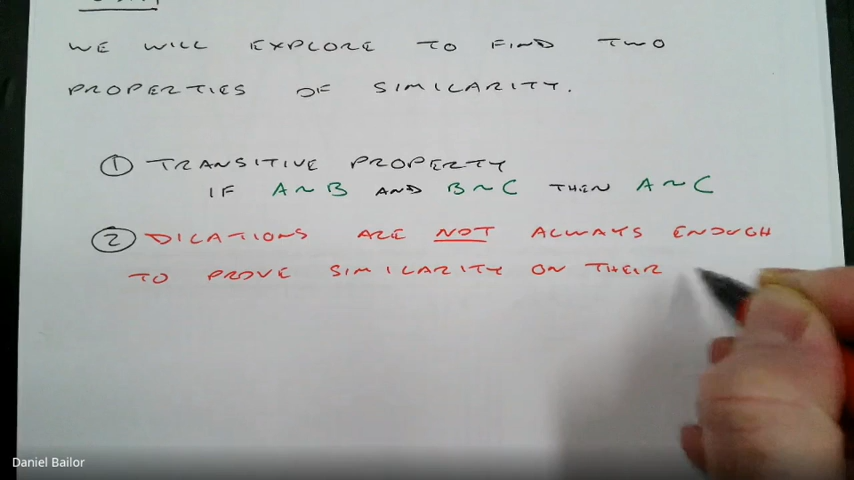 WE WILL EXPLORE TO FIND TWO
PROPERTIES OF SIMILARITY.
① TRANSITIVE PROPERTY
IF A~B AND B~C THEN A~C
② DILATIONS ARE NOT ALWAYS ENOUGH
TO PROVE SIMILARITY ON THEIR
Daniel Bailor